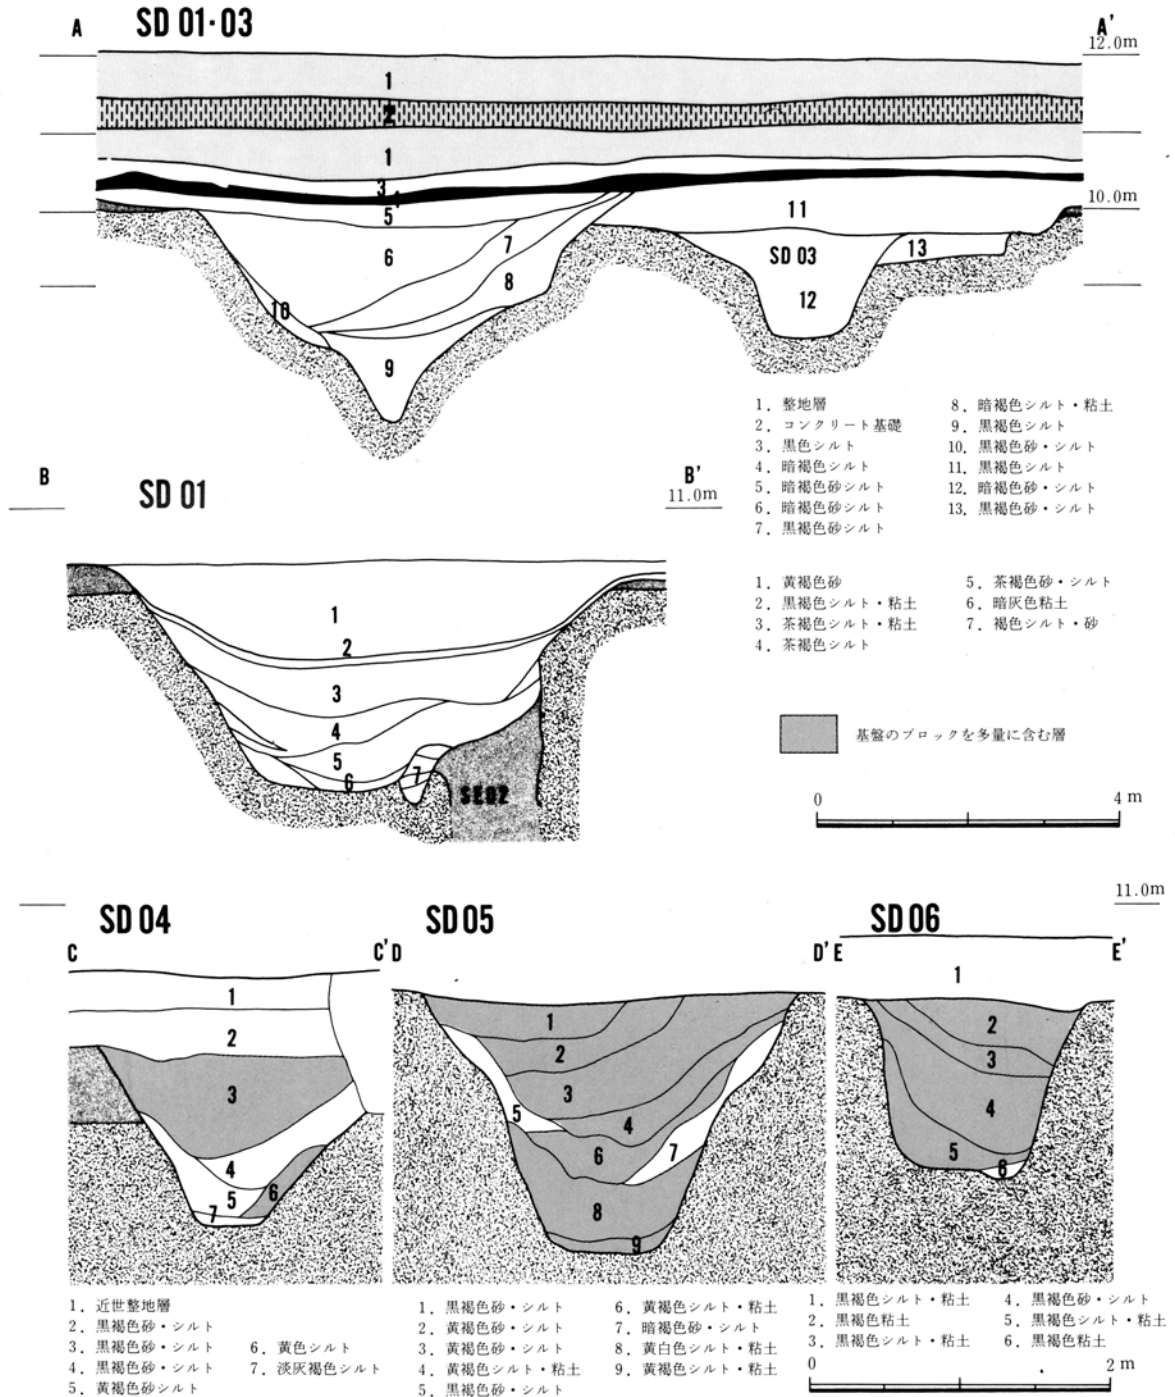 A SD 01·03 A'
12.0m
1
2
1
3
4
10.0m
5
11
6
7
SD 03
13
8
10
12
9
1. 整地層
2. コンクリート基礎
3. 黒色シルト
4. 暗褐色シルト
5. 暗褐色砂シルト
6. 暗褐色砂シルト
7. 黒褐色砂シルト
8. 暗褐色シルト・粘土
9. 黒褐色シルト
10. 黒褐色砂・シルト
11. 黒褐色シルト
12. 暗褐色砂・シルト
13. 黒褐色砂・シルト
B SD 01 B'
11.0m
1
2
3
4
5
6
7
SE02
1. 黄褐色砂
2. 黒褐色シルト・粘土
3. 茶褐色シルト・粘土
4. 茶褐色シルト
5. 茶褐色砂・シルト
6. 暗灰色粘土
7. 褐色シルト・砂
基盤のブロックを多量に含む層
0 4 m
11.0m
SD 04
C C'
1
2
3
4
5
6
7
SD 05
D D'
1
2
3
4
5
6
7
8
9
SD 06
E E'
1
2
3
4
5
6
1. 近世整地層
2. 黒褐色砂・シルト
3. 黒褐色砂・シルト
4. 黒褐色砂・シルト
5. 黄褐色砂シルト
6. 黄色シルト
7. 淡灰褐色シルト
1. 黒褐色砂・シルト
2. 黄褐色砂・シルト
3. 黄褐色砂・シルト
4. 黄褐色シルト・粘土
5. 黒褐色砂・シルト
6. 黄褐色シルト・粘土
7. 暗褐色砂・シルト
8. 黄白色シルト・粘土
9. 黄褐色シルト・粘土
1. 黒褐色シルト・粘土
2. 黒褐色粘土
3. 黒褐色シルト・粘土
4. 黒褐色砂・シルト
5. 黒褐色シルト・粘土
6. 黒褐色粘土
0 2 m